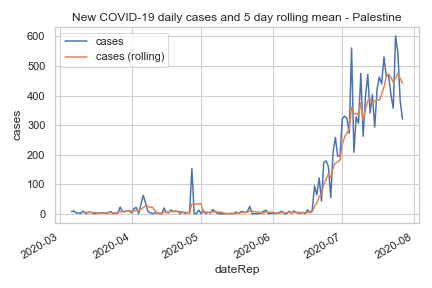 New COVID-19 daily cases and 5 day rolling mean - Palestine
cases
cases (rolling)
600
500
400
300
200
100
0
cases
2020-03
2020-04
2020-05
2020-06
2020-07
2020-08
dateRep